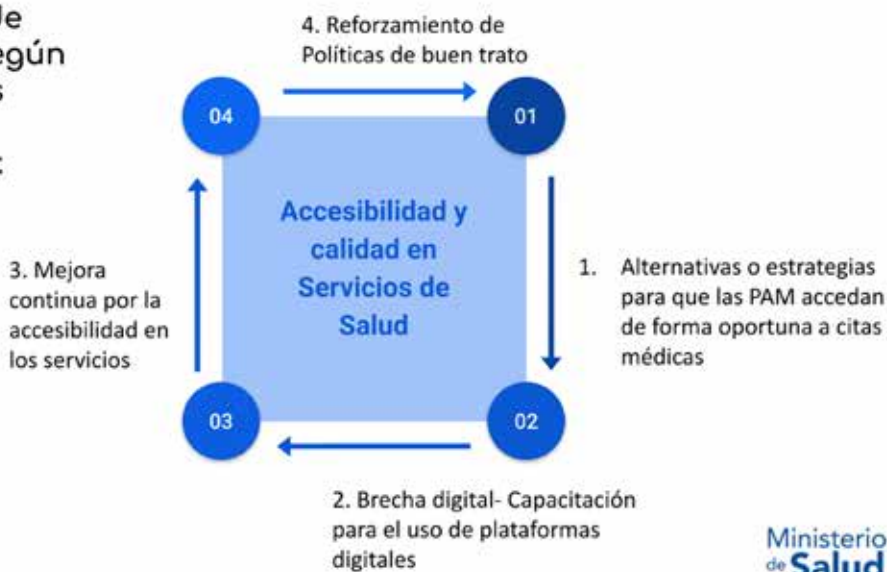 4. Reforzamiento de
Políticas de buen trato
egún
04
01
Accesibilidad y
calidad en
Servicios de
Salud
3. Mejora
continua por la
accesibilidad en
los servicios
1. Alternativas o estrategias
para que las PAM accedan
de forma oportuna a citas
médicas
03
02
2. Brecha digital- Capacitación
para el uso de plataformas
digitales
Ministerio
de Salud